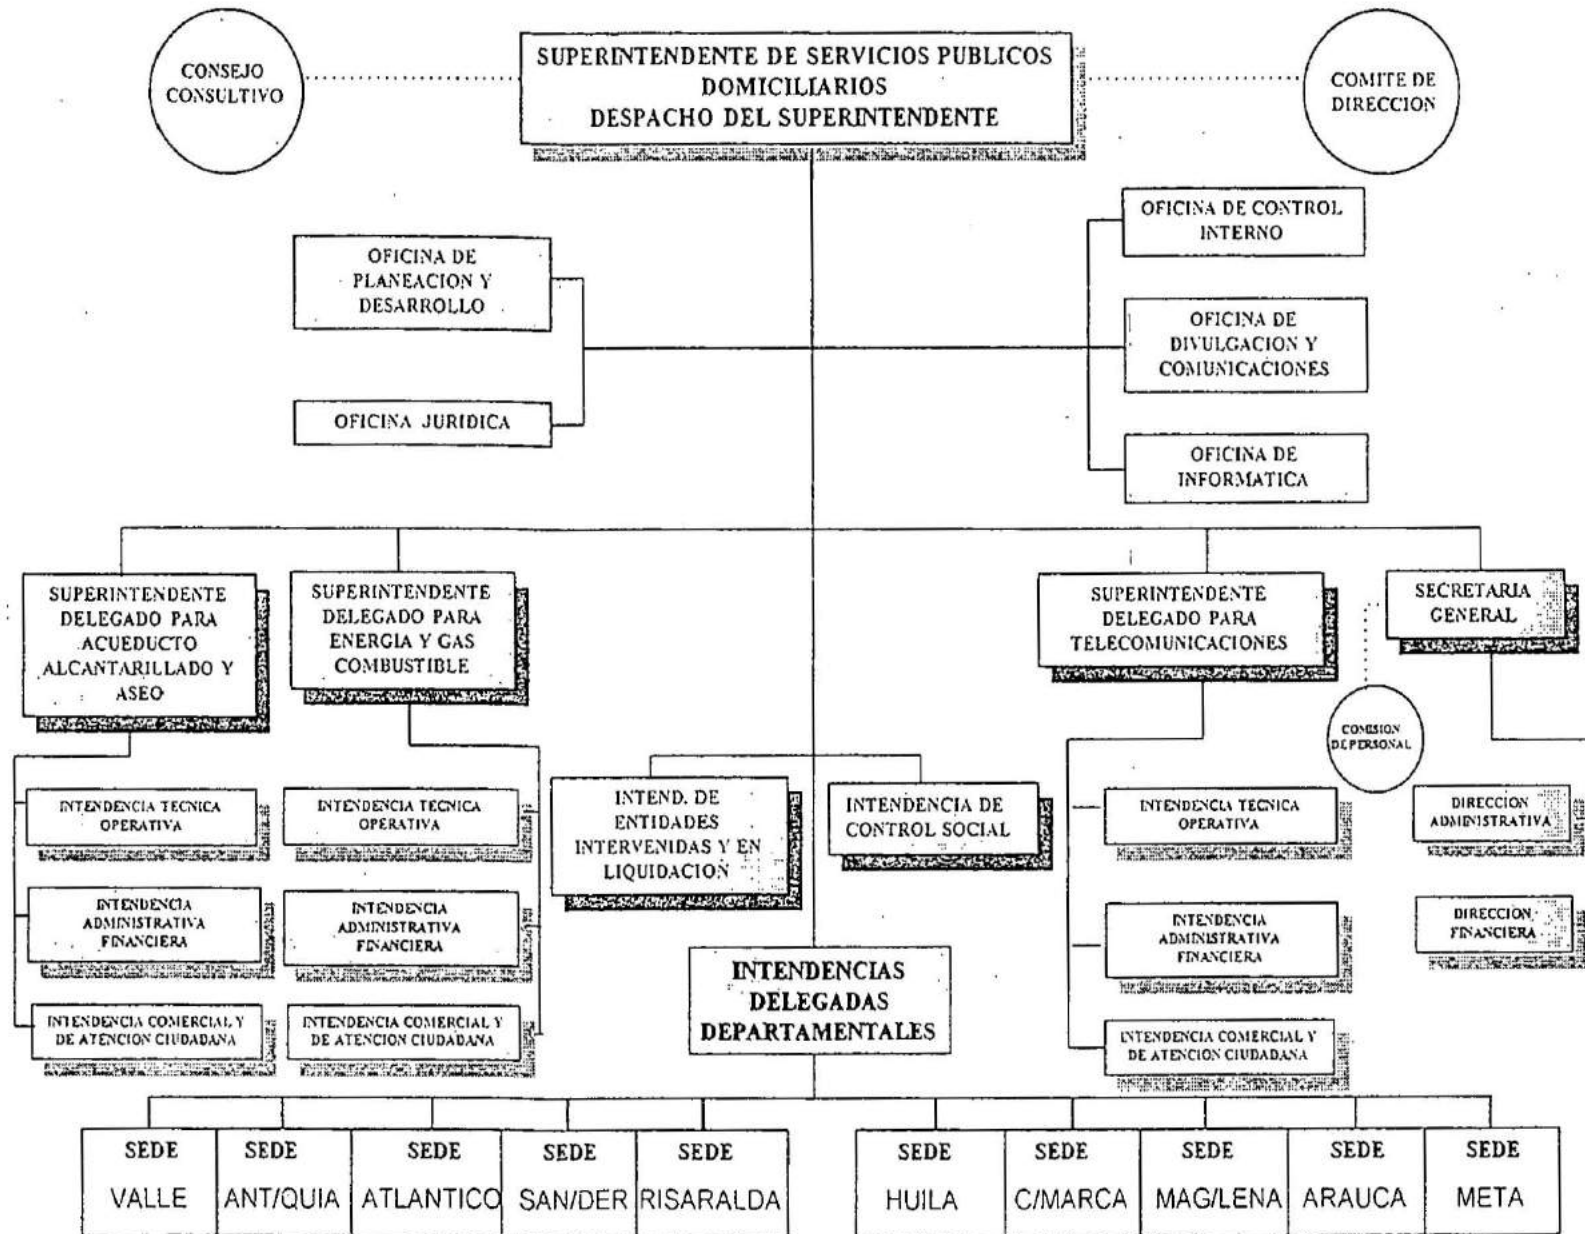 CONSEJO
CONSULTIVO
SUPERINTENDENTE DE SERVICIOS PUBLICOS
DOMICILIARIOS
DESPACHO DEL SUPERINTENDENTE
COMITE DE
DIRECCION
OFICINA DE
PLANEACION Y
DESARROLLO
OFICINA JURIDICA
OFICINA DE CONTROL
INTERNO
OFICINA DE
DIVULGACION Y
COMUNICACIONES
OFICINA DE
INFORMATICA
SUPERINTENDENTE
DELEGADO PARA
ACUEDUCTO
ALCANTARILLADO Y
ASEO
SUPERINTENDENTE
DELEGADO PARA
ENERGIA Y GAS
COMBUSTIBLE
SUPERINTENDENTE
DELEGADO PARA
TELECOMUNICACIONES
SECRETARIA
GENERAL
COMISION
DE PERSONAL
INTENDENCIA TECNICA
OPERATIVA
INTENDENCIA
ADMINISTRATIVA
FINANCIERA
INTENDENCIA COMERCIAL Y
DE ATENCION CIUDADANA
INTENDENCIA TECNICA
OPERATIVA
INTENDENCIA
ADMINISTRATIVA
FINANCIERA
INTENDENCIA COMERCIAL Y
DE ATENCION CIUDADANA
INTEND. DE
ENTIDADES
INTERVENIDAS Y EN
LIQUIDACION
INTENDENCIA DE
CONTROL SOCIAL
INTENDENCIA TECNICA
OPERATIVA
INTENDENCIA
ADMINISTRATIVA
FINANCIERA
INTENDENCIA COMERCIAL Y
DE ATENCION CIUDADANA
DIRECCION
ADMINISTRATIVA
DIRECCION
FINANCIERA
INTENDENCIAS
DELEGADAS
DEPARTAMENTALES
SEDE
VALLE
SEDE
ANT/QUIA
SEDE
ATLANTICO
SEDE
SAN/DER
SEDE
RISARALDA
SEDE
HUILA
SEDE
C/MARCA
SEDE
MAG/LENA
SEDE
ARAUCA
SEDE
META